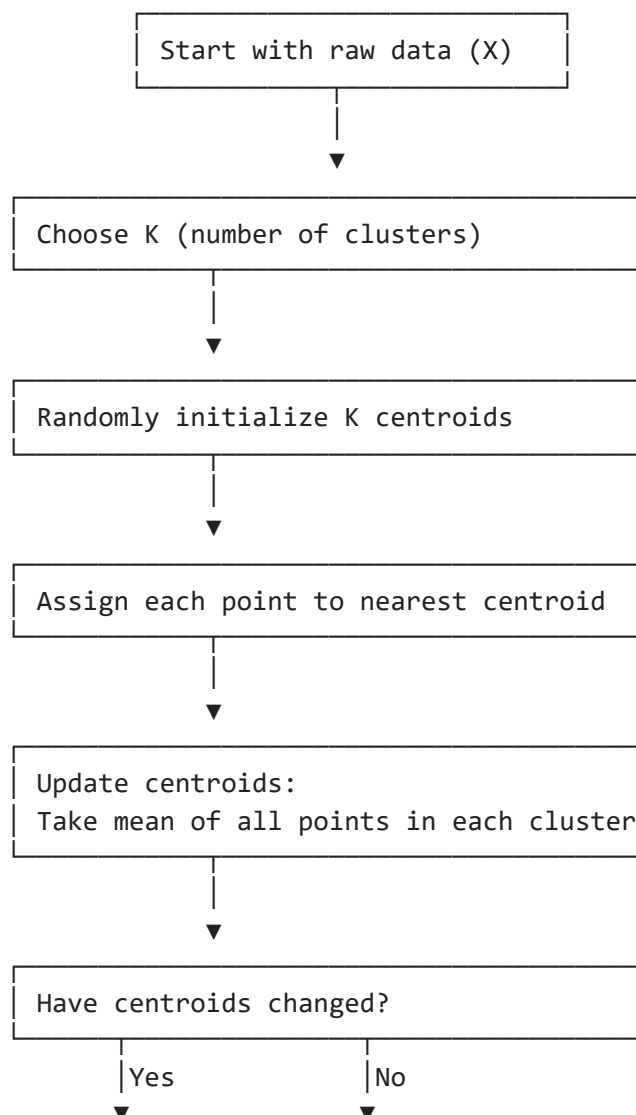 Start with raw data (X)
Choose K (number of clusters)
Randomly initialize K centroids
Assign each point to nearest centroid
Update centroids:
Take mean of all points in each cluster
Have centroids changed?
Yes No